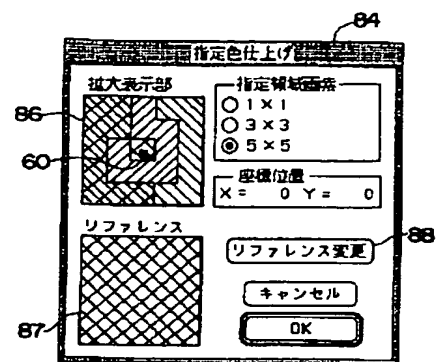 84
指定色仕上げ
拡大表示部
86
60
指定領域画素
1×1
3×3
5×5
座標位置
X= 0 Y= 0
リファレンス
87
リファレンス変更
88
キャンセル
OK